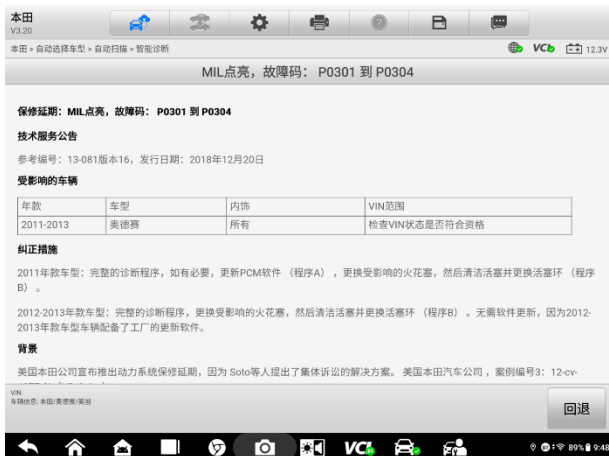 本田
V3.20
本田 > 自动选择车型 > 自动扫描 > 智能诊断
VCI
12.3V
MIL点亮，故障码： P0301 到 P0304
保修延期：MIL点亮，故障码： P0301 到 P0304
技术服务公告
参考编号：13-081版本16，发行日期：2018年12月20日
受影响的车辆
年款 车型 内饰 VIN范围
2011-2013 奥德赛 所有 检查VIN状态是否符合资格
纠正措施
2011年款车型：完整的诊断程序，如有必要，更新PCM软件 （程序A） ，更换受影响的火花塞，然后清洁活塞并更换活塞环 （程序
B） 。
2012-2013年款车型：完整的诊断程序，更换受影响的火花塞，然后清洁活塞并更换活塞环 （程序B） 。无需软件更新，因为2012-
2013年款车型车辆配备了工厂的更新软件。
背景
美国本田公司宣布推出动力系统保修延期，因为 Soto等人提出了集体诉讼的解决方案。 美国本田汽车公司 ，案例编号3：12-cv-
VIN:
车辆信息: 本田/奥德赛/美国
回退
VCI
89%
9:48